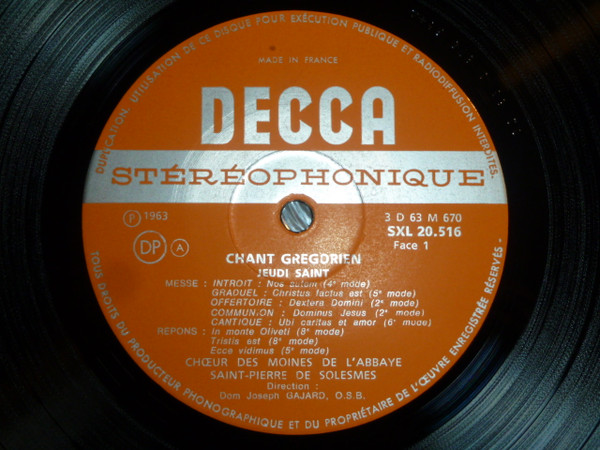 DUPLICATION, UTILISATION DE CE DISQUE POUR EXÉCUTION PUBLIQUE ET RADIODIFFUSION INTERDITES-
MADE IN FRANCE
DECCA
STÉRÉOPHONIQUE
P 1963
DP A
3 D 63 M 670
SXL 20.516
Face 1
CHANT GREGORIEN
JEUDI SAINT
MESSE : INTROIT : Nos autem (4e mode)
GRADUEL : Christus factus est (5e mode)
OFFERTOIRE : Dextera Domini (2e mode)
COMMUNION : Dominus Jesus (2e mode)
CANTIQUE : Ubi caritas et amor (6e mode)
REPONS : In monte Oliveti (8e mode)
Tristis est (8e mode)
Ecce vidimus (5e mode)
CHŒUR DES MOINES DE L'ABBAYE
SAINT-PIERRE DE SOLESMES
Direction :
Dom Joseph GAJARD, O.S.B.
TOUS DROITS DU PRODUCTEUR PHONOGRAPHIQUE ET DU PROPRIÉTAIRE DE L'ŒUVRE ENREGISTRÉE RÉSERVÉS -